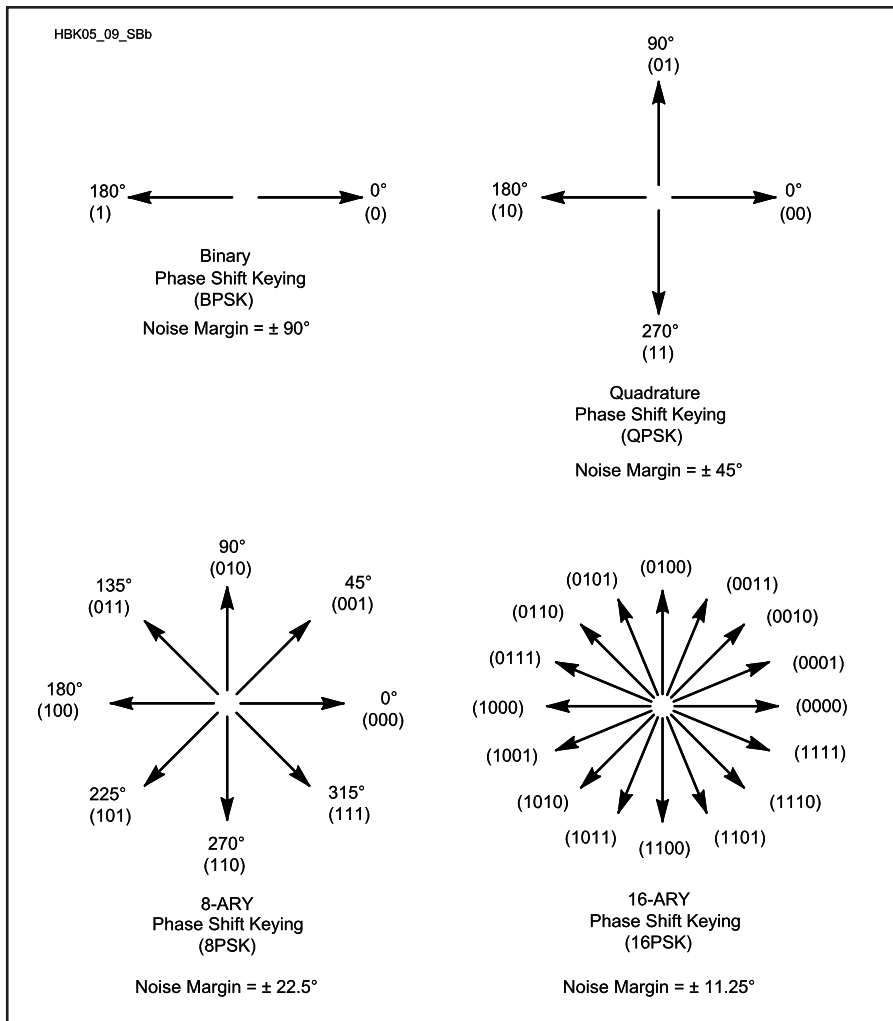 HBK05_09_SBb
180°
(1)
0°
(0)
Binary
Phase Shift Keying
(BPSK)
Noise Margin = ± 90°
90°
(01)
180°
(10)
0°
(00)
270°
(11)
Quadrature
Phase Shift Keying
(QPSK)
Noise Margin = ± 45°
90°
(010)
135°
(011)
45°
(001)
180°
(100)
0°
(000)
225°
(101)
315°
(111)
270°
(110)
8-ARY
Phase Shift Keying
(8PSK)
Noise Margin = ± 22.5°
(0100)
(0101)
(0011)
(0110)
(0010)
(0111)
(0001)
(1000)
(0000)
(1001)
(1111)
(1010)
(1110)
(1011)
(1100)
(1101)
16-ARY
Phase Shift Keying
(16PSK)
Noise Margin = ± 11.25°